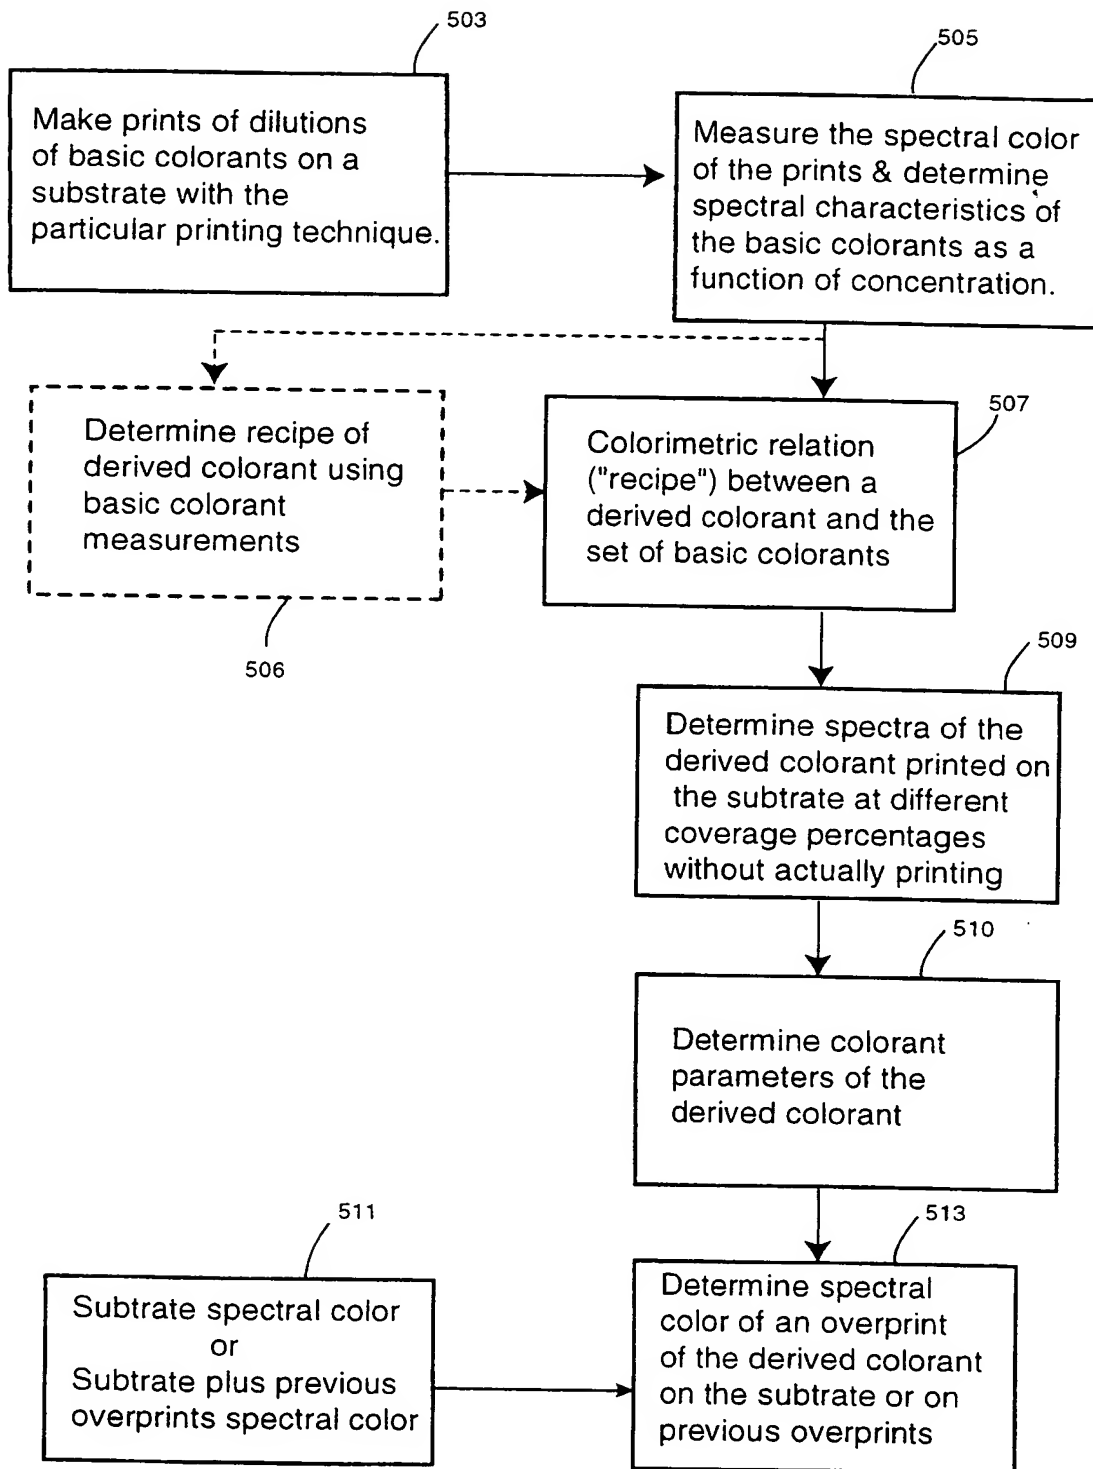 503
Make prints of dilutions
of basic colorants on a
substrate with the
particular printing technique.
505
Measure the spectral color
of the prints & determine
spectral characteristics of
the basic colorants as a
function of concentration.
Determine recipe of
derived colorant using
basic colorant
measurements
506
507
Colorimetric relation
("recipe") between a
derived colorant and the
set of basic colorants
509
Determine spectra of the
derived colorant printed on
the subtrate at different
coverage percentages
without actually printing
510
Determine colorant
parameters of the
derived colorant
511
Subtrate spectral color
or
Subtrate plus previous
overprints spectral color
513
Determine spectral
color of an overprint
of the derived colorant
on the subtrate or on
previous overprints